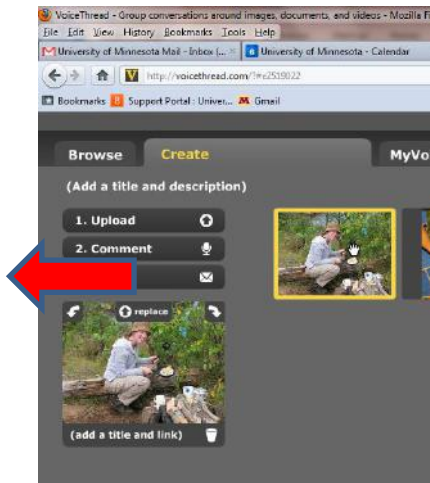 VoiceThread - Group conversations around images, documents, and videos - Mozilla Fi
File Edit View History Bookmarks Tools Help
University of Minnesota Mail - Inbox (... × University of Minnesota - Calendar
http://voicethread.com/?#e2519022
Bookmarks Support Portal : Univer... Gmail
Browse Create MyVo
(Add a title and description)
1. Upload
2. Comment
replace
(add a title and link)